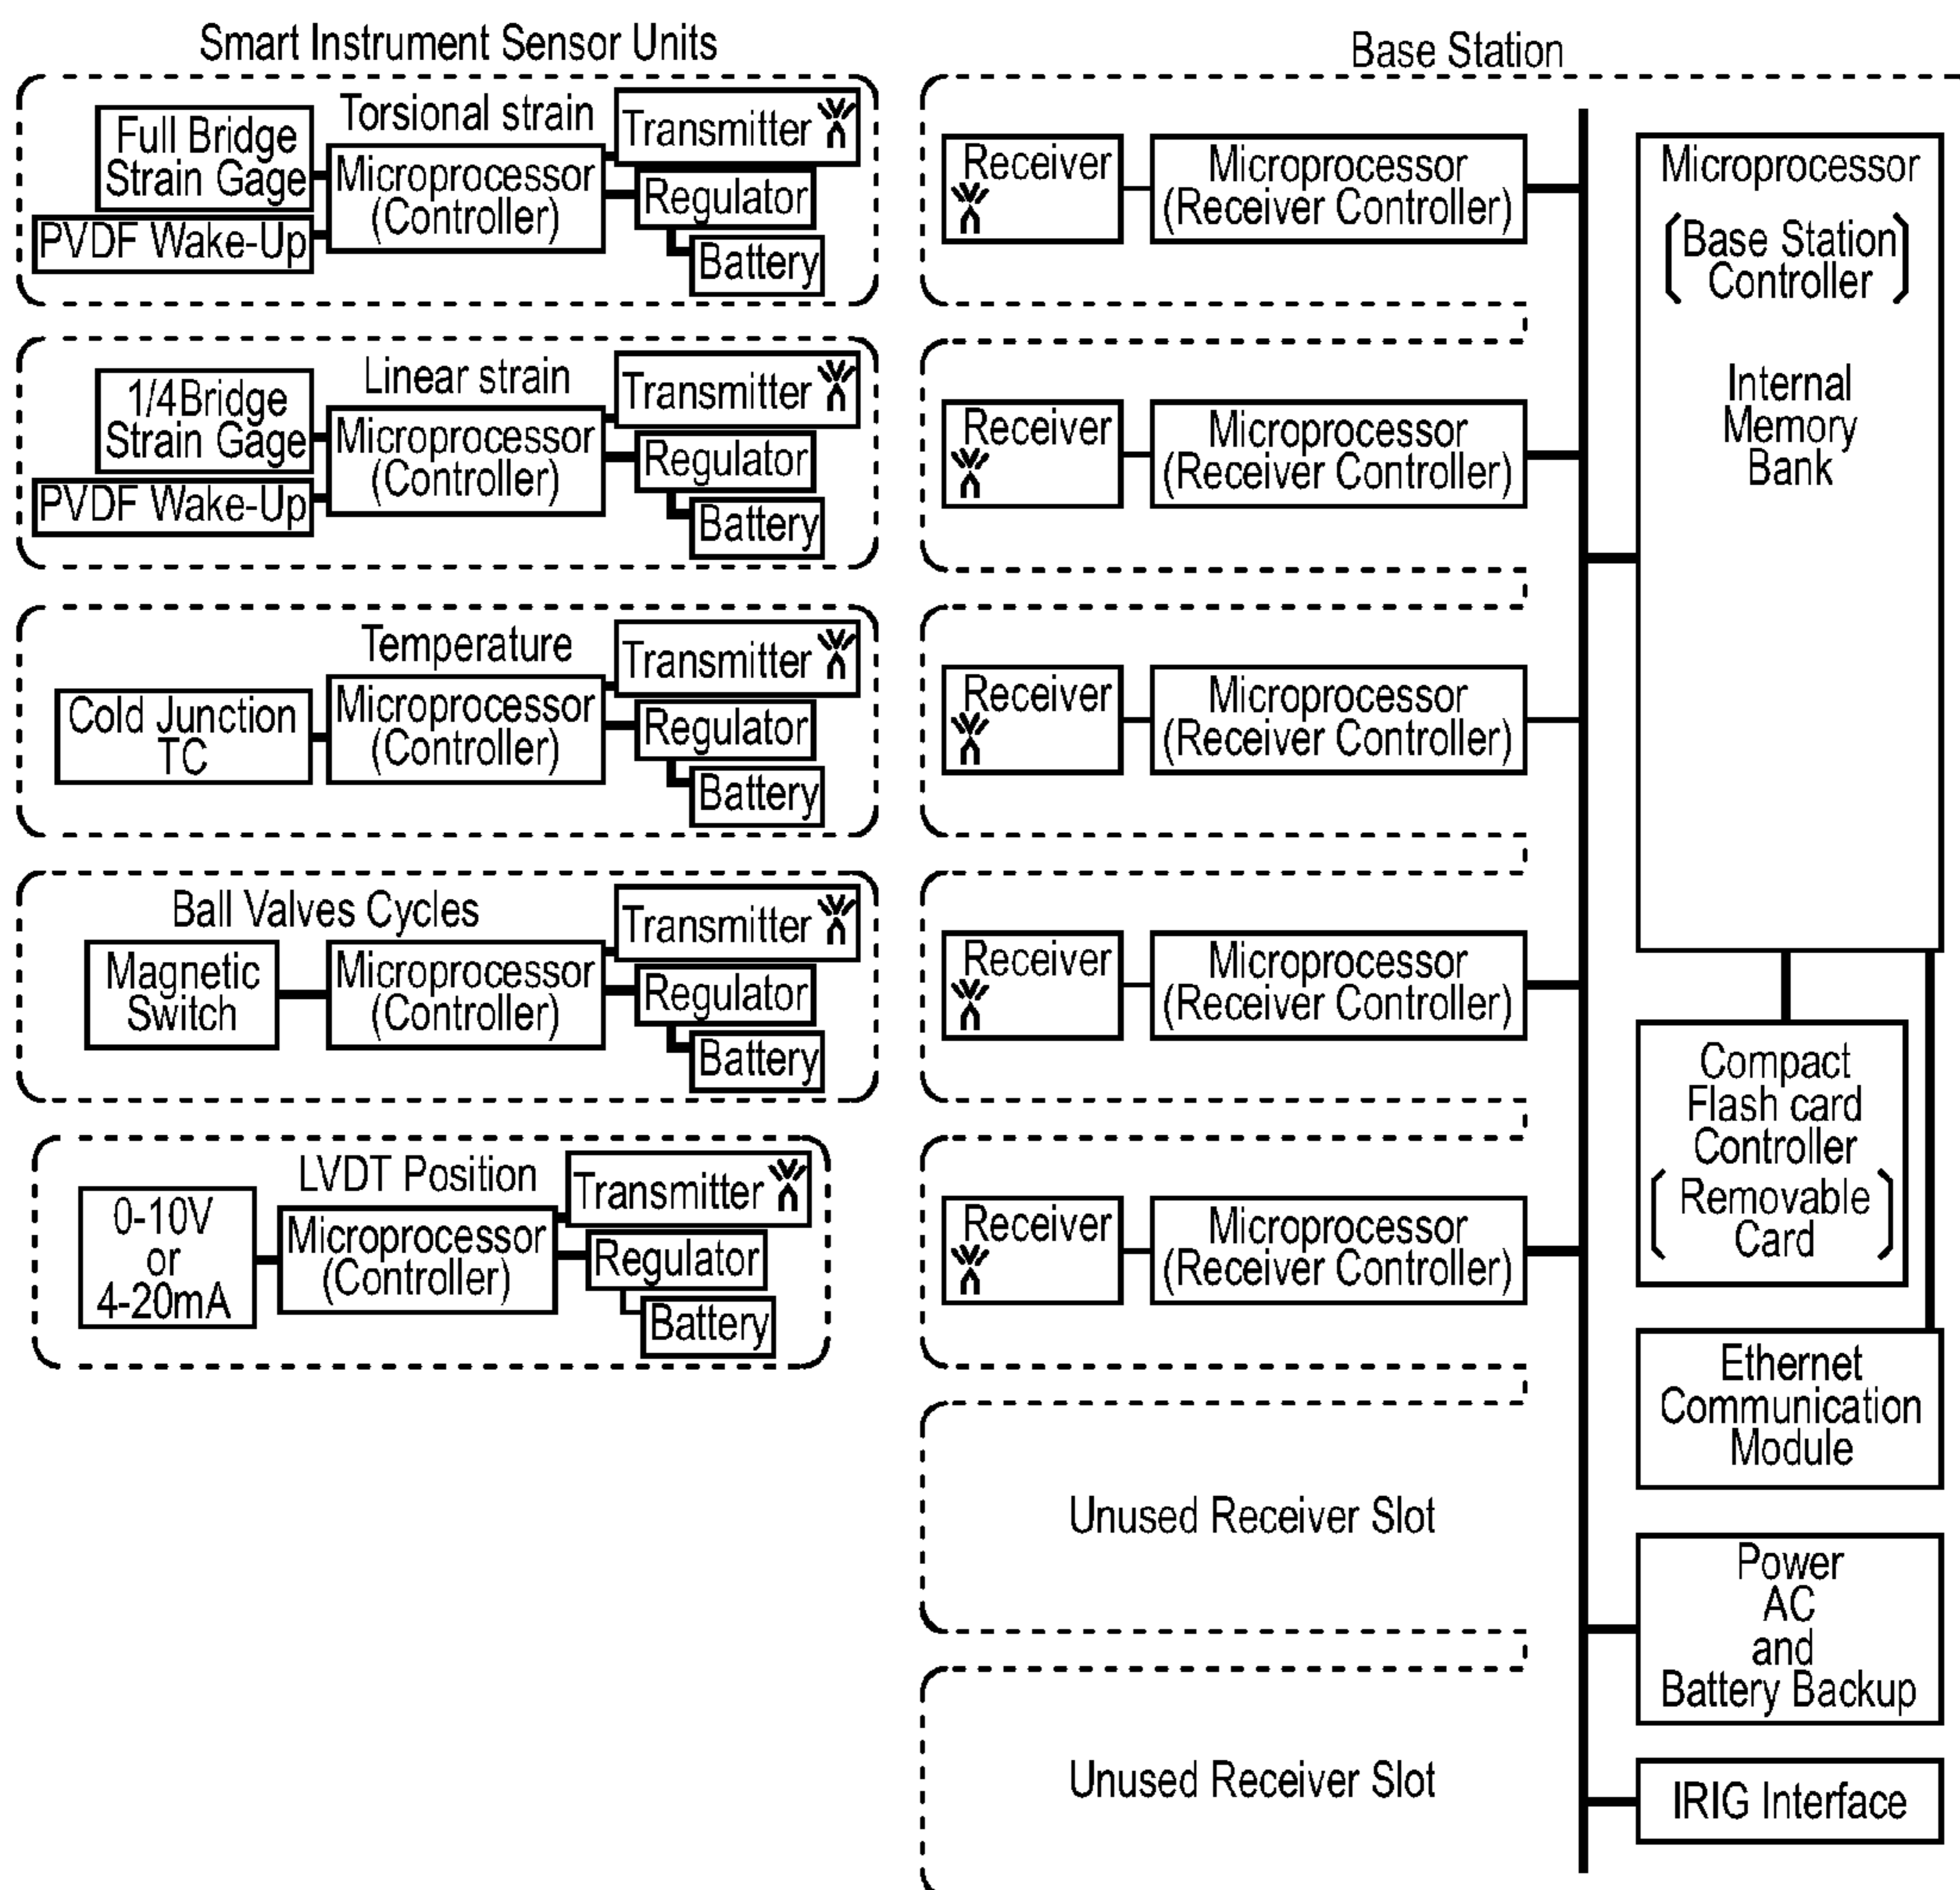 Smart Instrument Sensor Units
Torsional strain
Full Bridge
Strain Gage
PVDF Wake-Up
Microprocessor
(Controller)
Transmitter
Regulator
Battery
Linear strain
1/4Bridge
Strain Gage
PVDF Wake-Up
Microprocessor
(Controller)
Transmitter
Regulator
Battery
Temperature
Cold Junction
TC
Microprocessor
(Controller)
Transmitter
Regulator
Battery
Ball Valves Cycles
Magnetic
Switch
Microprocessor
(Controller)
Transmitter
Regulator
Battery
LVDT Position
0-10V
or
4-20mA
Microprocessor
(Controller)
Transmitter
Regulator
Battery
Base Station
Receiver
Microprocessor
(Receiver Controller)
Receiver
Microprocessor
(Receiver Controller)
Receiver
Microprocessor
(Receiver Controller)
Receiver
Microprocessor
(Receiver Controller)
Receiver
Microprocessor
(Receiver Controller)
Unused Receiver Slot
Unused Receiver Slot
Microprocessor
(Base Station
Controller)
Internal
Memory
Bank
Compact
Flash card
Controller
(Removable
Card)
Ethernet
Communication
Module
Power
AC
and
Battery Backup
IRIG Interface